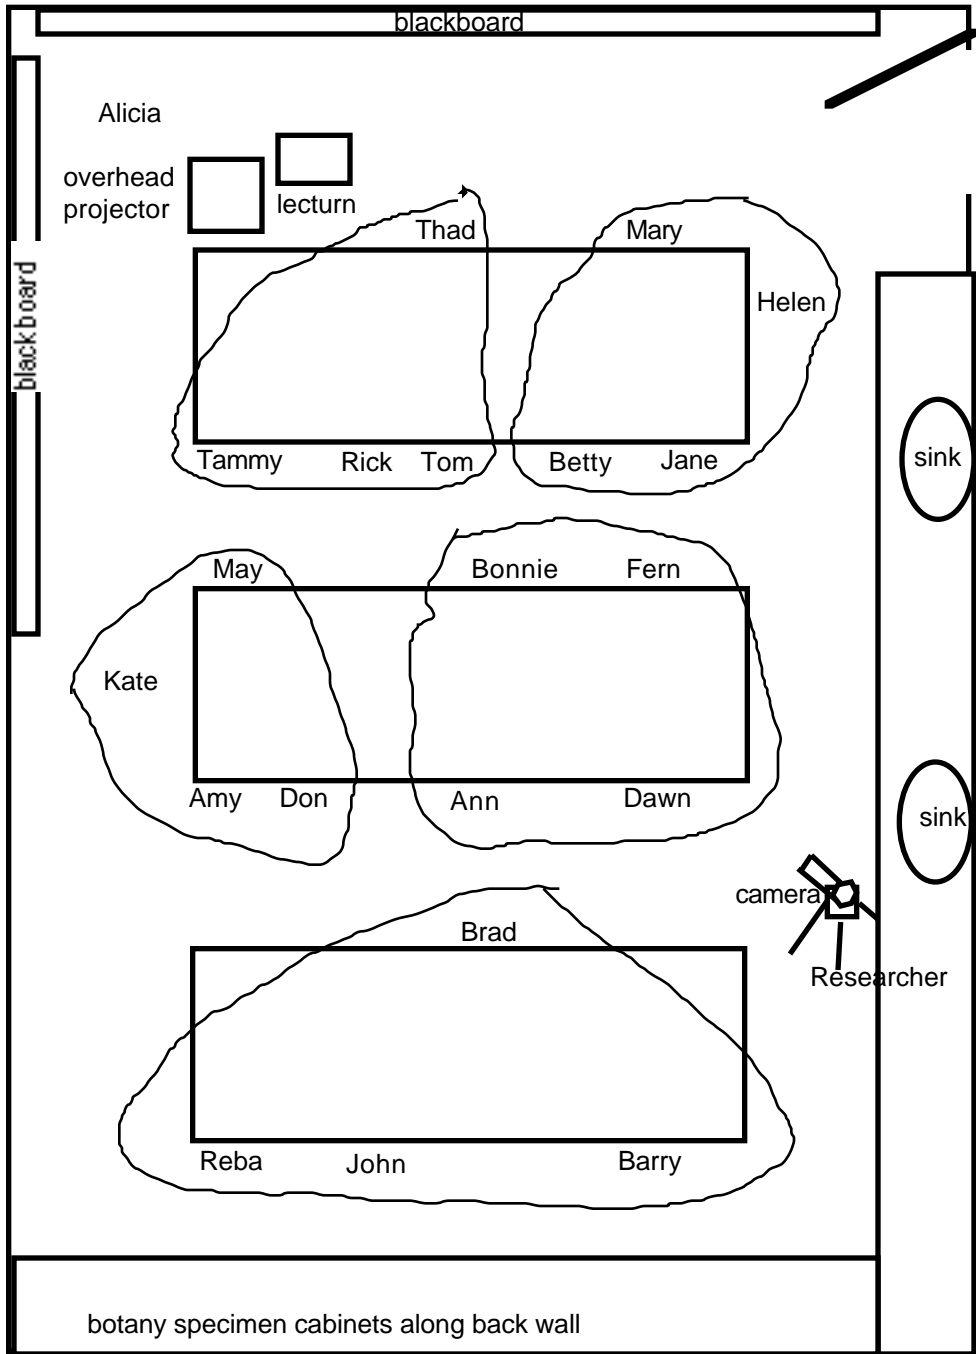 blackboard
Alicia
overhead
projector
lecturn
Thad
Mary
Helen
blackboard
Tammy
Rick
Tom
Betty
Jane
sink
May
Bonnie
Fern
Kate
Amy
Don
Ann
Dawn
sink
camera
Brad
Researcher
Reba
John
Barry
botany specimen cabinets along back wall